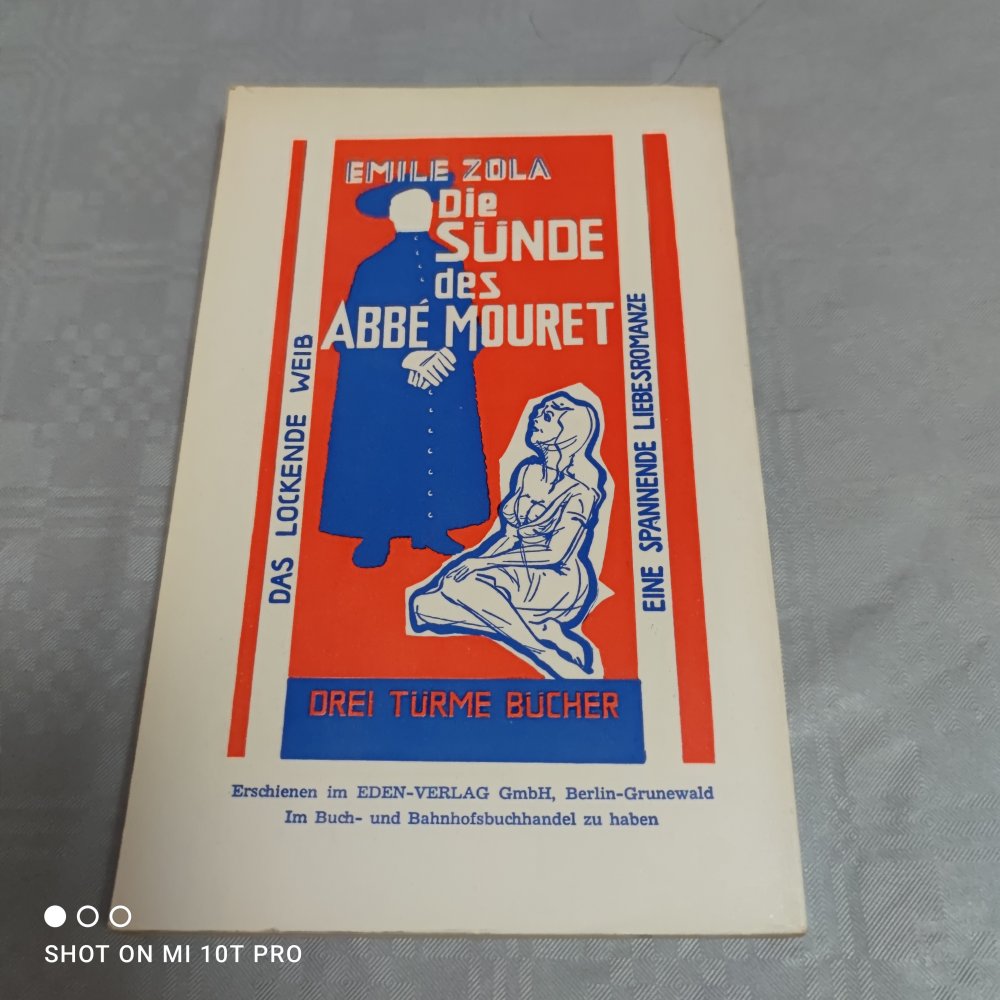 EMILE ZOLA
Die
SÜNDE
des
ABBÉ MOURET
DAS LOCKENDE WEIB
EINE SPANNENDE LIEBESROMANZE
DREI TÜRME BÜCHER
Erschienen im EDEN-VERLAG GmbH, Berlin-Grunewald
Im Buch- und Bahnhofsbuchhandel zu haben
SHOT ON MI 10T PRO